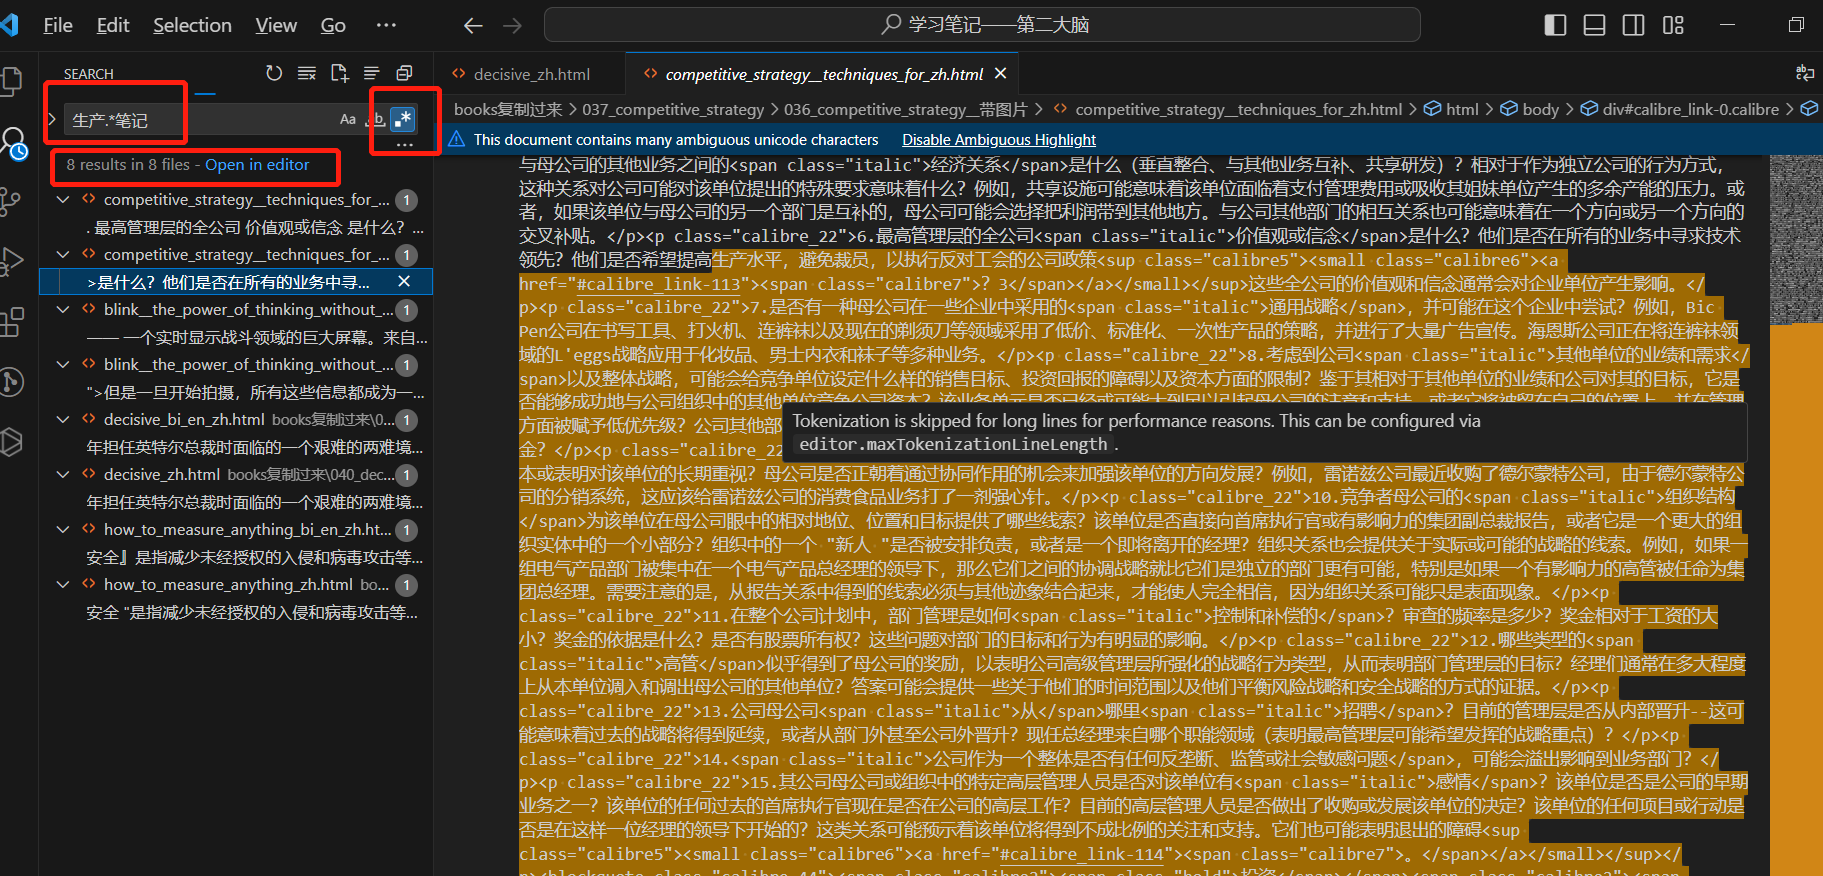 File Edit Selection View Go ··· 学习笔记——第二大脑
SEARCH
生产.*笔记 Aa ab .*
8 results in 8 files - Open in editor
competitive_strategy__techniques_for_... 1
. 最高管理层的全公司 价值观或信念 是什么？...
competitive_strategy__techniques_for_... 1
>是什么？他们是否在所有的业务中寻...
blink__the_power_of_thinking_without_... 1
—— 一个实时显示战斗领域的巨大屏幕。来自...
blink__the_power_of_thinking_without_... 1
">但是一旦开始拍摄，所有这些信息都成为一...
decisive_bi_en_zh.html books复制过来\0... 1
年担任英特尔总裁时面临的一个艰难的两难境...
decisive_zh.html books复制过来\040_dec... 1
年担任英特尔总裁时面临的一个艰难的两难境...
how_to_measure_anything_bi_en_zh.ht... 1
安全』是指减少未经授权的入侵和病毒攻击等...
how_to_measure_anything_zh.html bo... 1
安全 "是指减少未经授权的入侵和病毒攻击等...
decisive_zh.html competitive_strategy__techniques_for_zh.html
books复制过来 > 037_competitive_strategy > 036_competitive_strategy__带图片 > competitive_strategy__techniques_for_zh.html > html > body > div#calibre_link-0.calibre >
This document contains many ambiguous unicode characters Disable Ambiguous Highlight
与母公司的其他业务之间的<span class="italic">经济关系</span>是什么（垂直整合、与其他业务互补、共享研发）？相对于作为独立公司的行为方式，
这种关系对公司可能对该单位提出的特殊要求意味着什么？例如，共享设施可能意味着该单位面临着支付管理费用或吸收其姐妹单位产生的多余产能的压力。或
者，如果该单位与母公司的另一个部门是互补的，母公司可能会选择把利润带到其他地方。与公司其他部门的相互关系也可能意味着在一个方向或另一个方向的
交叉补贴。</p><p class="calibre_22">6.最高管理层的全公司<span class="italic">价值观或信念</span>是什么？他们是否在所有的业务中寻求技术
领先？他们是否希望提高生产水平，避免裁员，以执行反对工会的公司政策<sup class="calibre5"><small class="calibre6"><a
href="#calibre_link-113"><span class="calibre7">？3</span></a></small></sup>这些全公司的价值观和信念通常会对企业单位产生影响。</
p><p class="calibre_22">7.是否有一种母公司在一些企业中采用的<span class="italic">通用战略</span>，并可能在这个企业中尝试？例如，Bic
Pen公司在书写工具、打火机、连裤袜以及现在的剃须刀等领域采用了低价、标准化、一次性产品的策略，并进行了大量广告宣传。海恩斯公司正在将连裤袜领
域的L'eggs战略应用于化妆品、男士内衣和袜子等多种业务。</p><p class="calibre_22">8.考虑到公司<span class="italic">其他单位的业绩和需求</
span>以及整体战略，可能会给竞争单位设定什么样的销售目标、投资回报的障碍以及资本方面的限制？鉴于其相对于其他单位的业绩和公司对其的目标，它是
否能够成功地与公司组织中的其他单位竞争公司资本？
方面被赋予低优先级？公司其他部
Tokenization is skipped for long lines for performance reasons. This can be configured via
editor.maxTokenizationLineLength.
金？</p><p class="calibre_22
本或表明对该单位的长期重视？母公司是否正朝着通过协同作用的机会来加强该单位的方向发展？例如，雷诺兹公司最近收购了德尔蒙特公司，由于德尔蒙特公
司的分销系统，这应该给雷诺兹公司的消费食品业务打了一剂强心针。</p><p class="calibre_22">10.竞争者母公司的<span class="italic">组织结构
</span>为该单位在母公司眼中的相对地位、位置和目标提供了哪些线索？该单位是否直接向首席执行官或有影响力的集团副总裁报告，或者它是一个更大的组
织实体中的一个小部分？组织中的一个 "新人 "是否被安排负责，或者是一个即将离开的经理？组织关系也会提供关于实际或可能的战略的线索。例如，如果一
组电气产品部门被集中在一个电气产品总经理的领导下，那么它们之间的协调战略就比它们是独立的部门更有可能，特别是如果一个有影响力的高管被任命为集
团总经理。需要注意的是，从报告关系中得到的线索必须与其他迹象结合起来，才能使人完全相信，因为组织关系可能只是表面现象。</p><p
class="calibre_22">11.在整个公司计划中，部门管理是如何<span class="italic">控制和补偿的</span>？审查的频率是多少？奖金相对于工资的大
小？奖金的依据是什么？是否有股票所有权？这些问题对部门的目标和行为有明显的影响。</p><p class="calibre_22">12.哪些类型的<span
class="italic">高管</span>似乎得到了母公司的奖励，以表明公司高级管理层所强化的战略行为类型，从而表明部门管理层的目标？经理们通常在多大程度
上从本单位调入和调出母公司的其他单位？答案可能会提供一些关于他们的时间范围以及他们平衡风险战略和安全战略的方式的证据。</p><p
class="calibre_22">13.公司母公司<span class="italic">从</span>哪里<span class="italic">招聘</span>？目前的管理层是否从内部晋升--这可
能意味着过去的战略将得到延续，或者从部门外甚至公司外晋升？现任总经理来自哪个职能领域（表明最高管理层可能希望发挥的战略重点）？</p><p
class="calibre_22">14.<span class="italic">公司作为一个整体是否有任何反垄断、监管或社会敏感问题</span>，可能会溢出影响到业务部门？</
p><p class="calibre_22">15.其公司母公司或组织中的特定高层管理人员是否对该单位有<span class="italic">感情</span>？该单位是否是公司的早期
业务之一？该单位的任何过去的首席执行官现在是否在公司的高层工作？目前的高层管理人员是否做出了收购或发展该单位的决定？该单位的任何项目或行动是
否是在这样一位经理的领导下开始的？这类关系可能预示着该单位将得到不成比例的关注和支持。它们也可能表明退出的障碍<sup
class="calibre5"><small class="calibre6"><a href="#calibre_link-114"><span class="calibre7">。</span></a></small></sup></